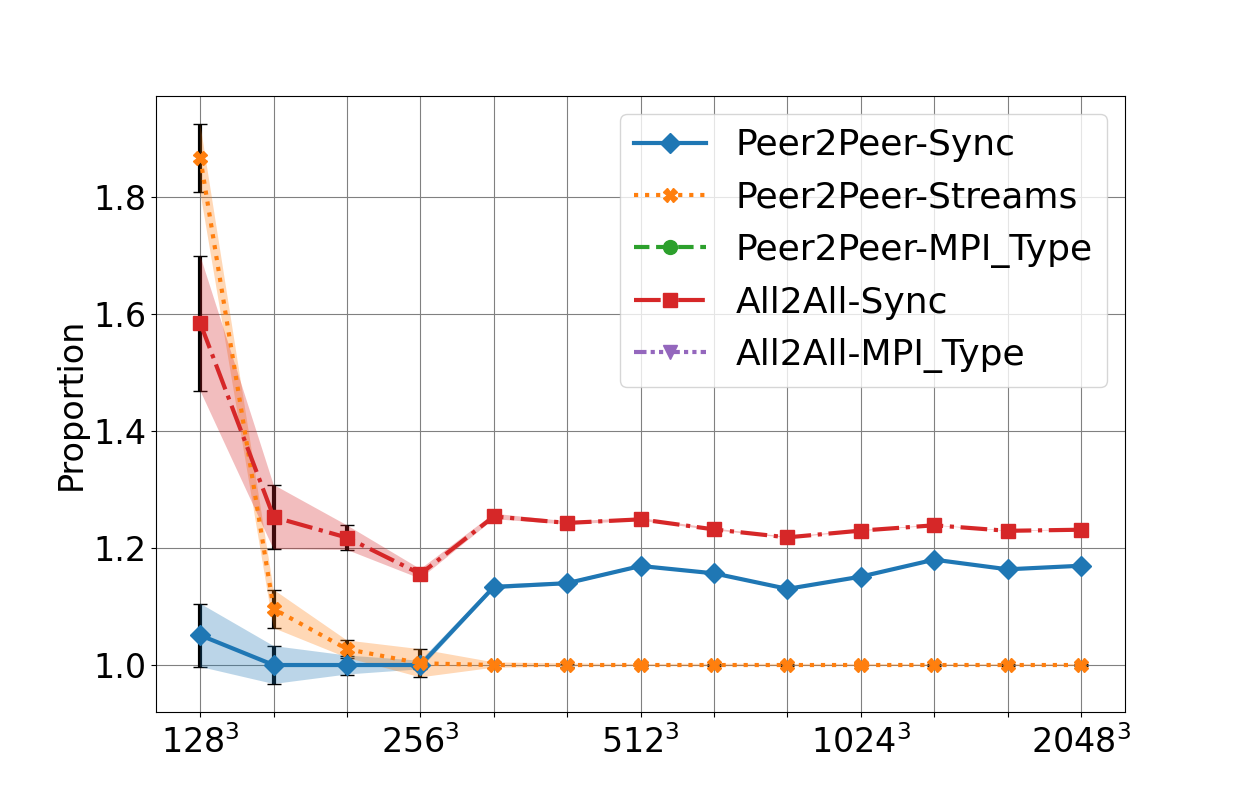 Peer2Peer-Sync
Peer2Peer-Streams
Peer2Peer-MPI_Type
All2All-Sync
All2All-MPI_Type
Proportion
1.8
1.6
1.4
1.2
1.0
128³ 256³ 512³ 1024³ 2048³